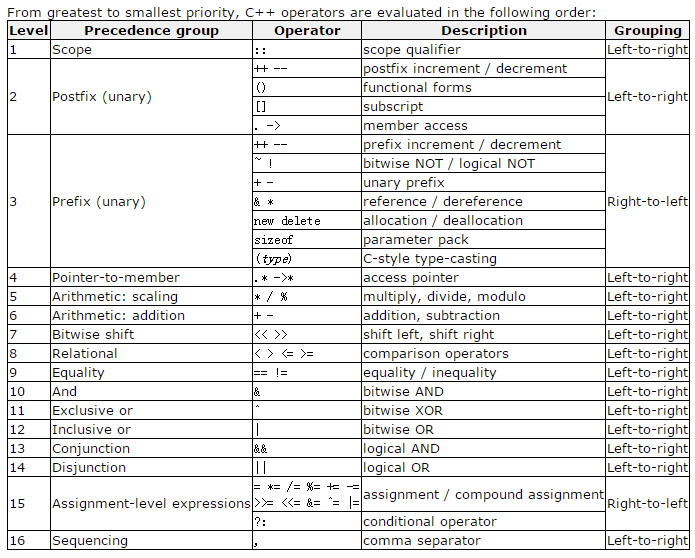 From greatest to smallest priority, C++ operators are evaluated in the following order:
Level Precedence group Operator Description Grouping
1 Scope :: scope qualifier Left-to-right
2 Postfix (unary) ++ -- postfix increment / decrement Left-to-right
() functional forms
[] subscript
. -> member access
3 Prefix (unary) ++ -- prefix increment / decrement Right-to-left
~ ! bitwise NOT / logical NOT
+ - unary prefix
& * reference / dereference
new delete allocation / deallocation
sizeof parameter pack
(type) C-style type-casting
4 Pointer-to-member .* ->* access pointer Left-to-right
5 Arithmetic: scaling * / % multiply, divide, modulo Left-to-right
6 Arithmetic: addition + - addition, subtraction Left-to-right
7 Bitwise shift << >> shift left, shift right Left-to-right
8 Relational < > <= >= comparison operators Left-to-right
9 Equality == != equality / inequality Left-to-right
10 And & bitwise AND Left-to-right
11 Exclusive or ^ bitwise XOR Left-to-right
12 Inclusive or | bitwise OR Left-to-right
13 Conjunction && logical AND Left-to-right
14 Disjunction || logical OR Left-to-right
15 Assignment-level expressions = *= /= %= += -= assignment / compound assignment Right-to-left
>>= <<= &= ^= |=
?: conditional operator
16 Sequencing , comma separator Left-to-right